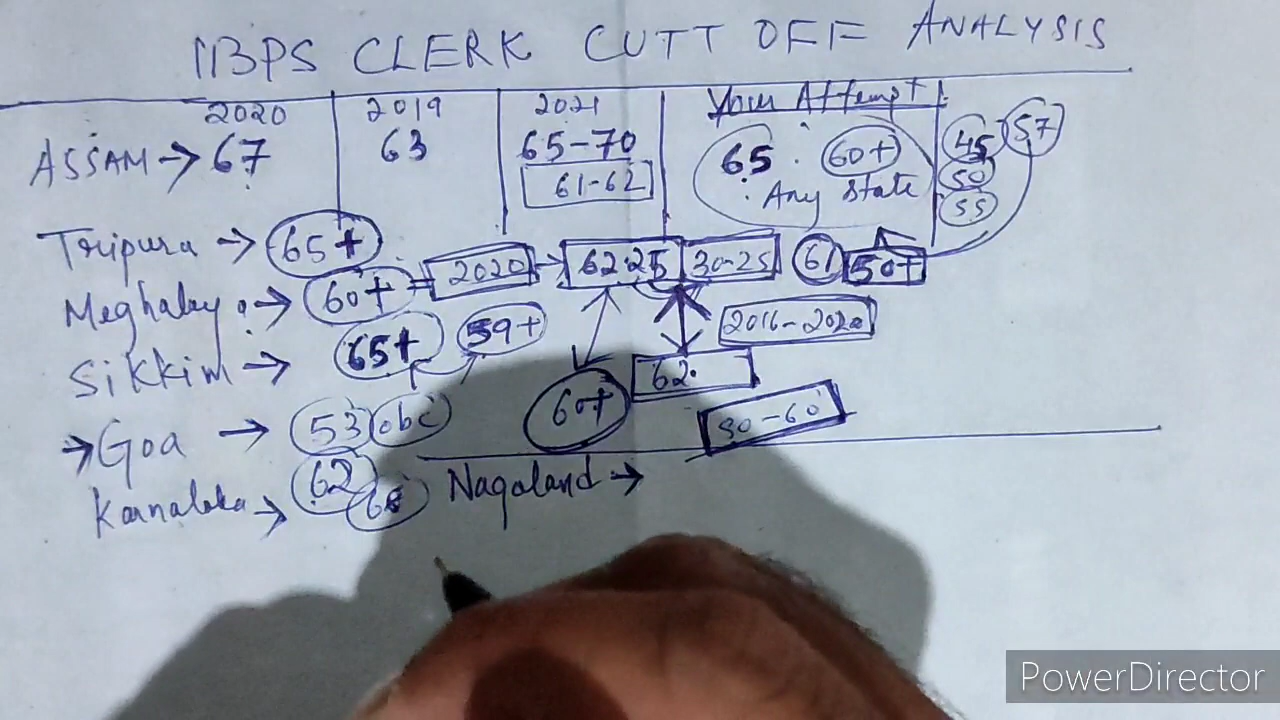 IBPS CLERK CUTT OFF ANALYSIS
2020 2019 2021 Your Attempt
ASSAM → 67 63 65-70 65 60+ 45 57
61-62 Any state 50
55
Tripura → 65+ 62.25 30-25 61 50+
Meghalaya → 60+ = 2020 →
2016-2020
Sikkim → 65+ 59+
62.
60+
→ Goa → 53 obc 50-60
Karnataka → 62 Nagaland →
PowerDirector